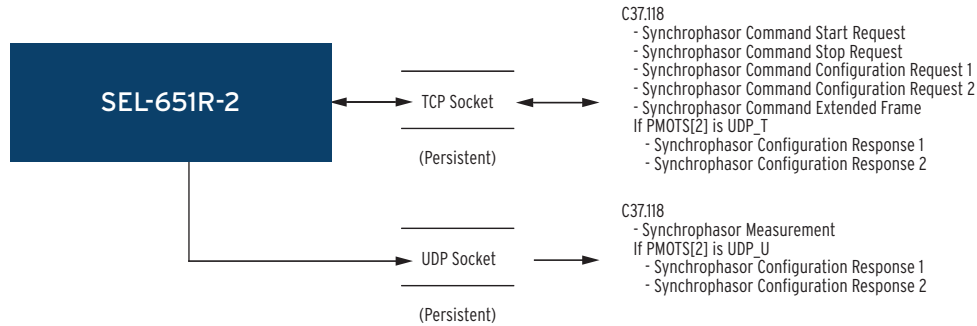 SEL-651R-2
TCP Socket
(Persistent)
C37.118
- Synchrophasor Command Start Request
- Synchrophasor Command Stop Request
- Synchrophasor Command Configuration Request 1
- Synchrophasor Command Configuration Request 2
- Synchrophasor Command Extended Frame
If PMOTS[2] is UDP_T
- Synchrophasor Configuration Response 1
- Synchrophasor Configuration Response 2
UDP Socket
(Persistent)
C37.118
- Synchrophasor Measurement
If PMOTS[2] is UDP_U
- Synchrophasor Configuration Response 1
- Synchrophasor Configuration Response 2